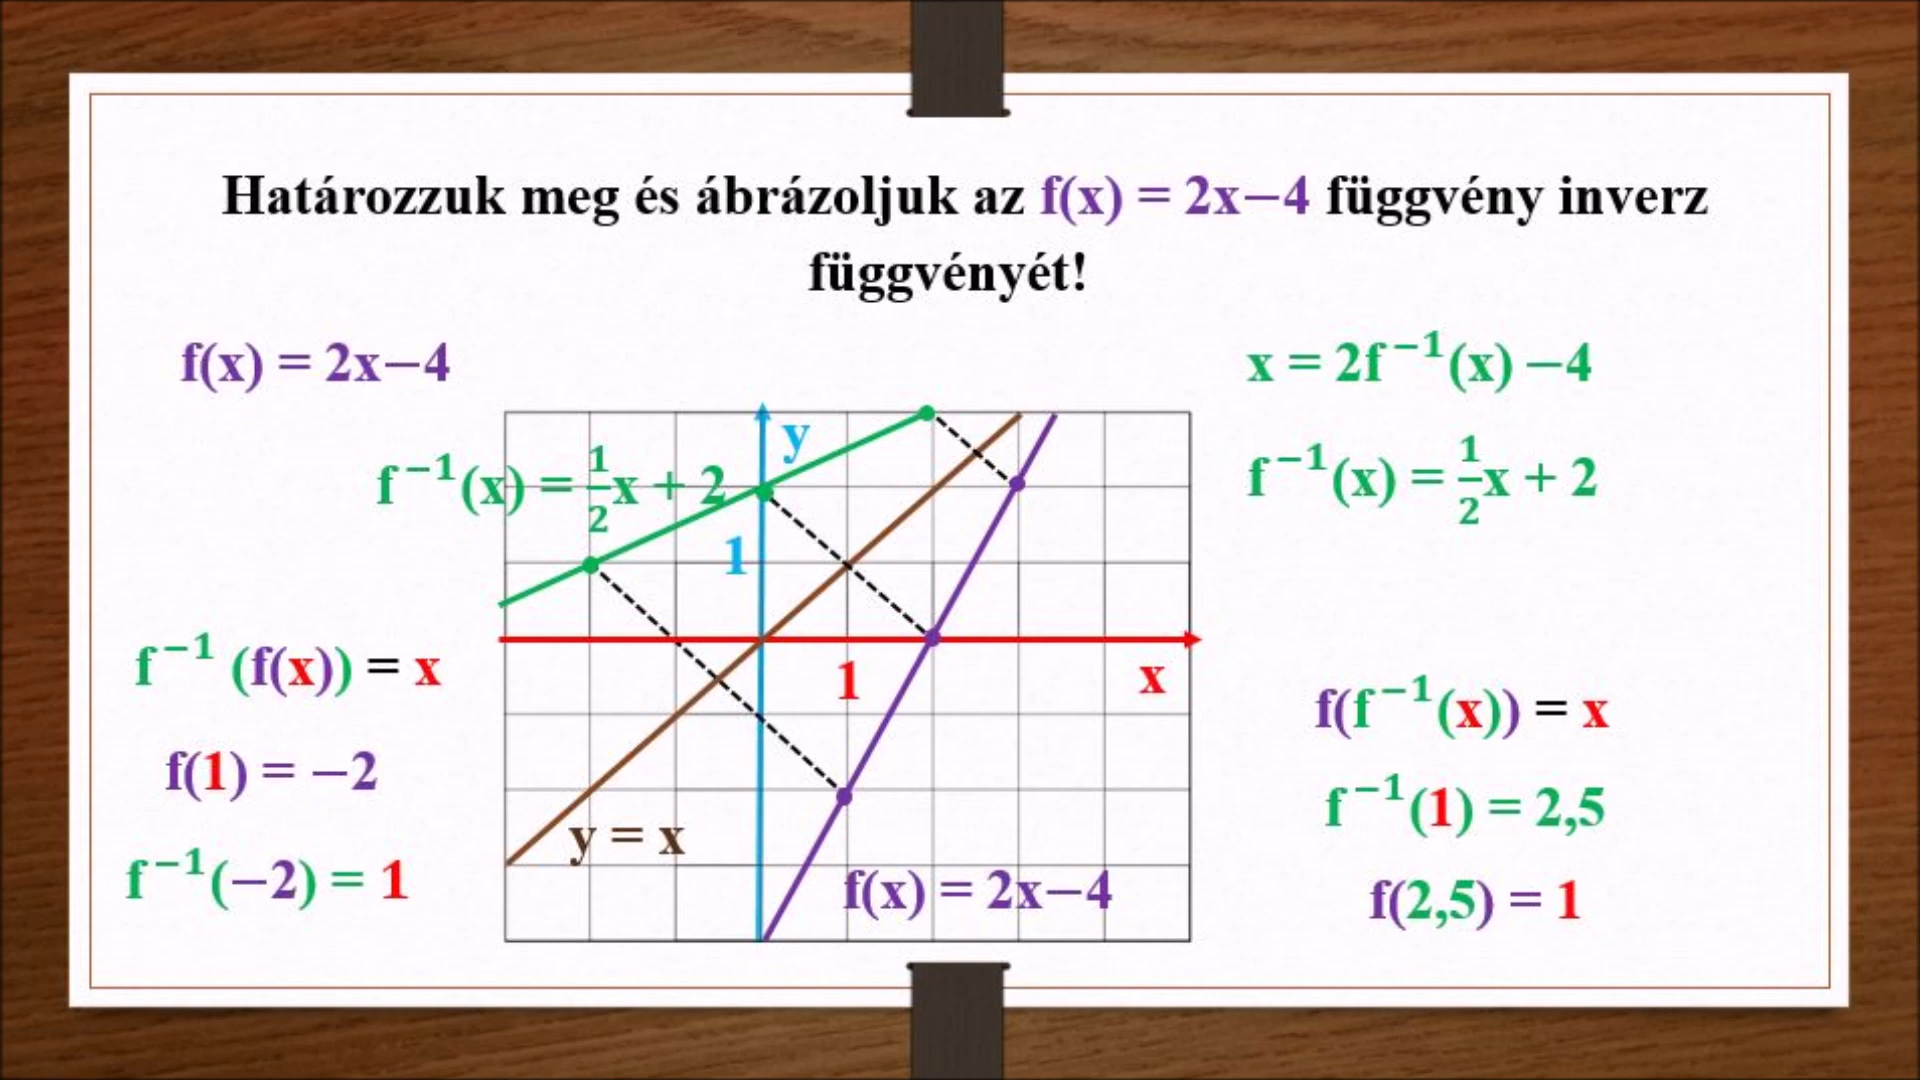 Határozzuk meg és ábrázoljuk az f(x) = 2x−4 függvény inverz
függvényét!
f(x) = 2x−4
x = 2f⁻¹(x) −4
y
f⁻¹(x) = 1/2 x + 2
f⁻¹(x) = 1/2 x + 2
1
f⁻¹ (f(x)) = x
1
x
f(f⁻¹(x)) = x
f(1) = −2
f⁻¹(1) = 2,5
y = x
f⁻¹(−2) = 1
f(x) = 2x−4
f(2,5) = 1